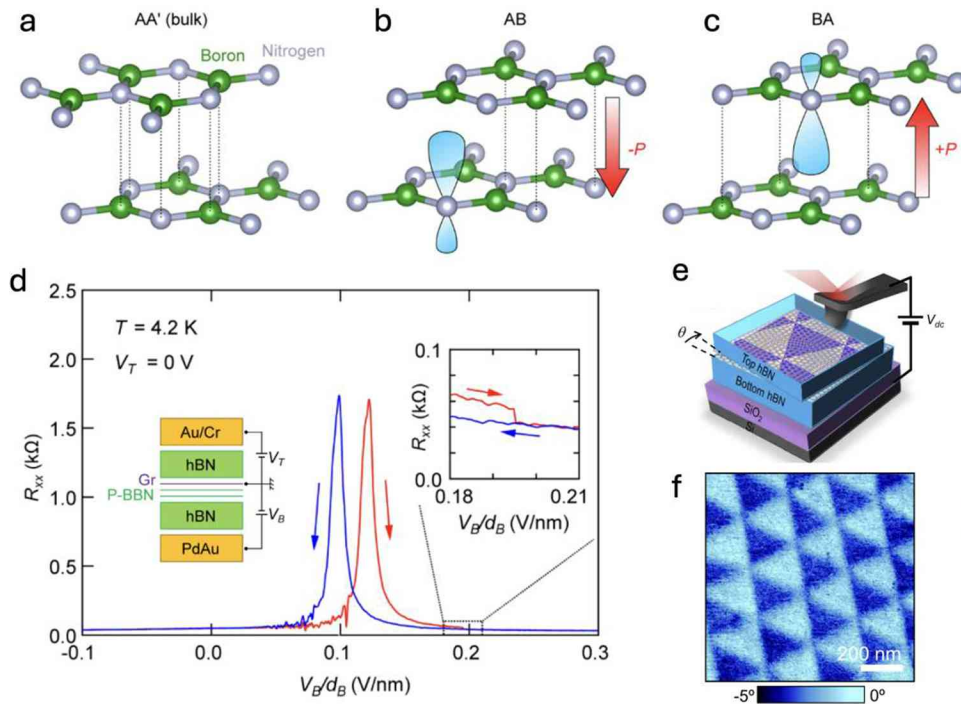 a
AA' (bulk)
Boron
Nitrogen
b
AB
-P
c
BA
+P
d
T = 4.2 K
V_T = 0 V
R_xx (kΩ)
2.5
2.0
1.5
1.0
0.5
0.0
-0.1
0.0
0.1
0.2
0.3
V_B/d_B (V/nm)
Au/Cr
hBN
Gr
P-BBN
hBN
PdAu
V_T
V_B
R_xx (kΩ)
0.1
0.0
0.18
0.21
V_B/d_B (V/nm)
e
θ
V_dc
Top hBN
Bottom hBN
SiO₂
Si
f
200 nm
-5°
0°